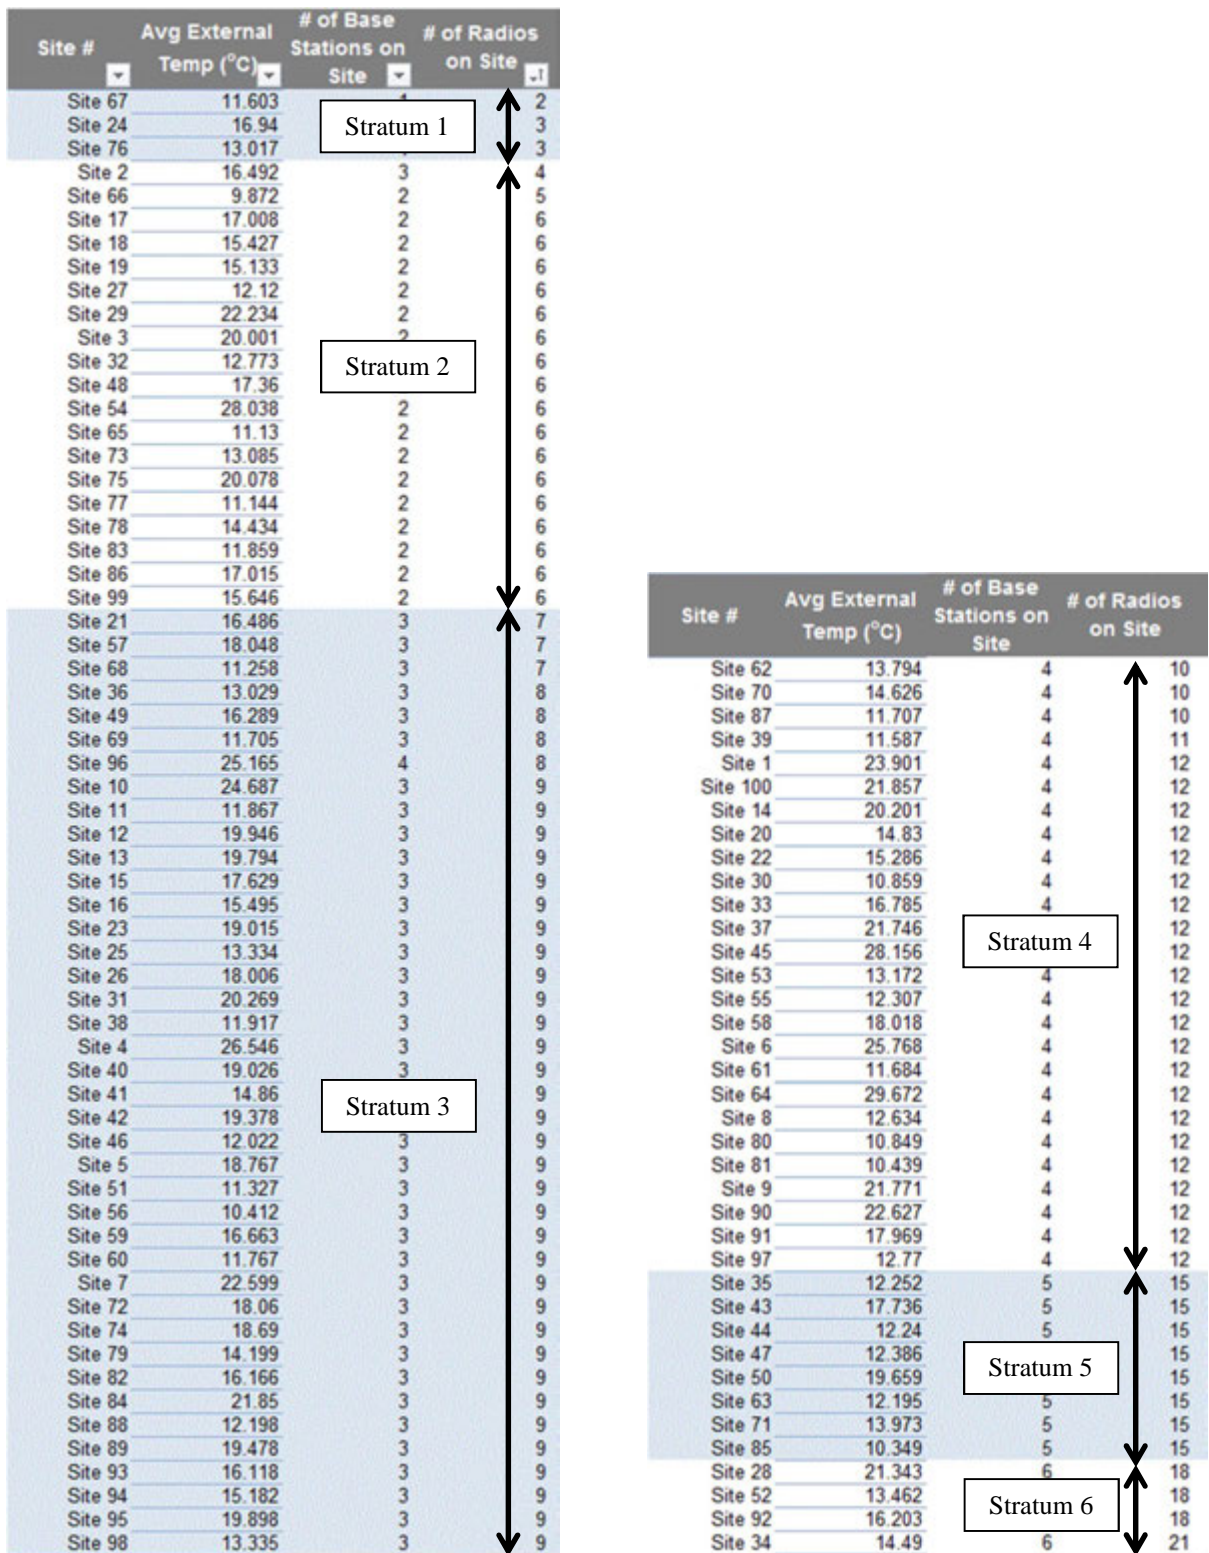 Site # Avg External Temp (°C) # of Base Stations on Site # of Radios on Site
Site 67 11.603 2
Site 24 16.94 3
Site 76 13.017 3
Stratum 1
Site 2 16.492 3 4
Site 66 9.872 2 5
Site 17 17.008 2 6
Site 18 15.427 2 6
Site 19 15.133 2 6
Site 27 12.12 2 6
Site 29 22.234 2 6
Site 3 20.001 2 6
Site 32 12.773 6
Site 48 17.36 6
Stratum 2
Site 54 28.038 2 6
Site 65 11.13 2 6
Site 73 13.085 2 6
Site 75 20.078 2 6
Site 77 11.144 2 6
Site 78 14.434 2 6
Site 83 11.859 2 6
Site 86 17.015 2 6
Site 99 15.646 2 6
Site 21 16.486 3 7
Site 57 18.048 3 7
Site 68 11.258 3 7
Site 36 13.029 3 8
Site 49 16.289 3 8
Site 69 11.705 3 8
Site 96 25.165 4 8
Site 10 24.687 3 9
Site 11 11.867 3 9
Site 12 19.946 3 9
Site 13 19.794 3 9
Site 15 17.629 3 9
Site 16 15.495 3 9
Site 23 19.015 3 9
Site 25 13.334 3 9
Site 26 18.006 3 9
Site 31 20.269 3 9
Site 38 11.917 3 9
Site 4 26.546 3 9
Site 40 19.026 3 9
Site 41 14.86 9
Site 42 19.378 9
Stratum 3
Site 46 12.022 3 9
Site 5 18.767 3 9
Site 51 11.327 3 9
Site 56 10.412 3 9
Site 59 16.663 3 9
Site 60 11.767 3 9
Site 7 22.599 3 9
Site 72 18.06 3 9
Site 74 18.69 3 9
Site 79 14.199 3 9
Site 82 16.166 3 9
Site 84 21.85 3 9
Site 88 12.198 3 9
Site 89 19.478 3 9
Site 93 16.118 3 9
Site 94 15.182 3 9
Site 95 19.898 3 9
Site 98 13.335 3 9
Site # Avg External Temp (°C) # of Base Stations on Site # of Radios on Site
Site 62 13.794 4 10
Site 70 14.626 4 10
Site 87 11.707 4 10
Site 39 11.587 4 11
Site 1 23.901 4 12
Site 100 21.857 4 12
Site 14 20.201 4 12
Site 20 14.83 4 12
Site 22 15.286 4 12
Site 30 10.859 4 12
Site 33 16.785 4 12
Site 37 21.746 12
Site 45 28.156 12
Stratum 4
Site 53 13.172 4 12
Site 55 12.307 4 12
Site 58 18.018 4 12
Site 6 25.768 4 12
Site 61 11.684 4 12
Site 64 29.672 4 12
Site 8 12.634 4 12
Site 80 10.849 4 12
Site 81 10.439 4 12
Site 9 21.771 4 12
Site 90 22.627 4 12
Site 91 17.969 4 12
Site 97 12.77 4 12
Site 35 12.252 5 15
Site 43 17.736 5 15
Site 44 12.24 5 15
Site 47 12.386 15
Site 50 19.659 15
Stratum 5
Site 63 12.195 5 15
Site 71 13.973 5 15
Site 85 10.349 5 15
Site 28 21.343 6 18
Site 52 13.462 18
Site 92 16.203 18
Stratum 6
Site 34 14.49 6 21